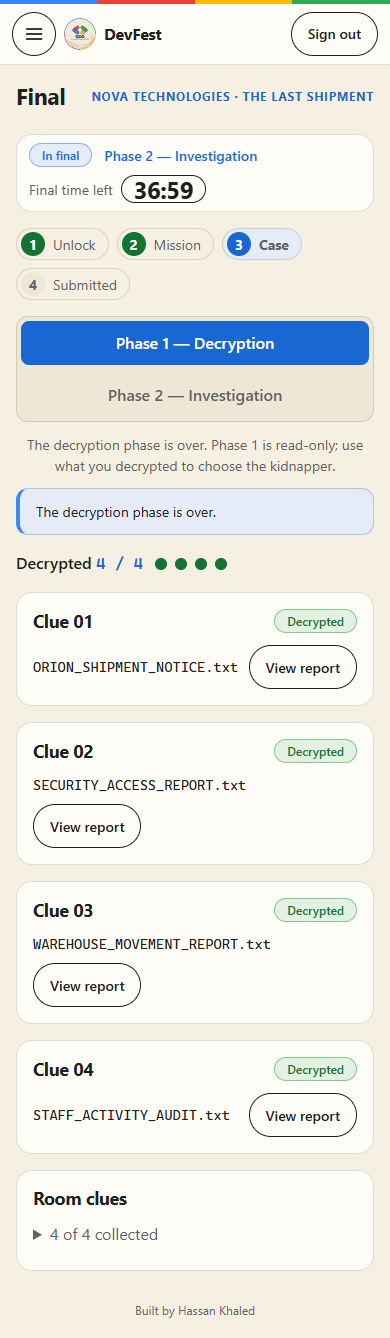 DevFest
Sign out
Final
NOVA TECHNOLOGIES · THE LAST SHIPMENT
In final
Phase 2 — Investigation
Final time left
36:59
1 Unlock
2 Mission
3 Case
4 Submitted
Phase 1 — Decryption
Phase 2 — Investigation
The decryption phase is over. Phase 1 is read-only; use
what you decrypted to choose the kidnapper.
The decryption phase is over.
Decrypted 4 / 4
Clue 01
Decrypted
ORION_SHIPMENT_NOTICE.txt
View report
Clue 02
Decrypted
SECURITY_ACCESS_REPORT.txt
View report
Clue 03
Decrypted
WAREHOUSE_MOVEMENT_REPORT.txt
View report
Clue 04
Decrypted
STAFF_ACTIVITY_AUDIT.txt
View report
Room clues
4 of 4 collected
Built by Hassan Khaled